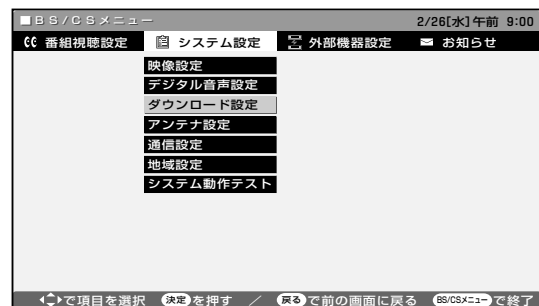 ■BS/CSメニュー 2/26[水]午前 9:00
番組視聴設定 システム設定 外部機器設定 お知らせ
映像設定
デジタル音声設定
ダウンロード設定
アンテナ設定
通信設定
地域設定
システム動作テスト
で項目を選択 決定を押す ／ 戻るで前の画面に戻る BS/CSメニューで終了